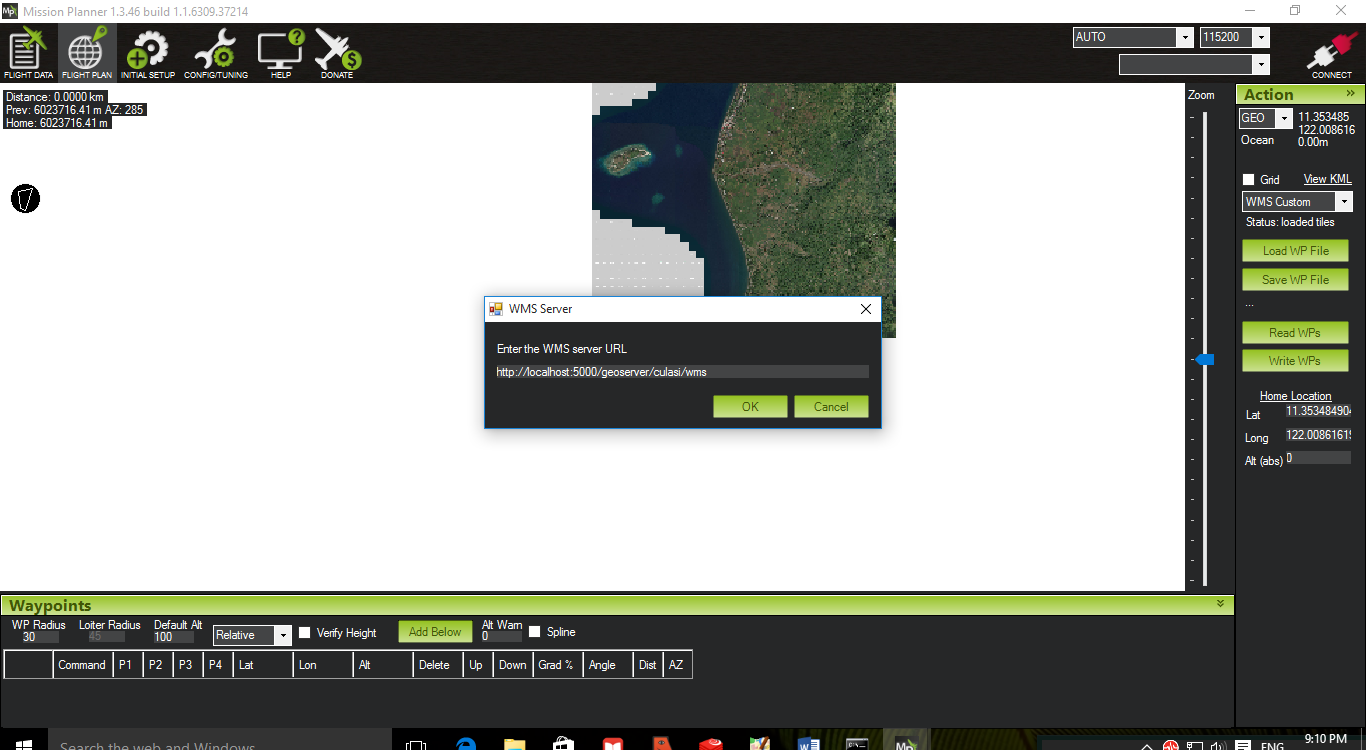 Mission Planner 1.3.46 build 1.1.6309.37214
FLIGHT DATA
FLIGHT PLAN
INITIAL SETUP
CONFIG/TUNING
HELP
DONATE
AUTO
115200
CONNECT
Distance: 0.0000 km
Prev: 6023716.41 m AZ: 285
Home: 6023716.41 m
Zoom
Action
GEO
11.353485
122.008616
Ocean
0.00m
Grid
View KML
WMS Custom
Status: loaded tiles
Load WP File
Save WP File
...
Read WPs
Write WPs
Home Location
Lat
11.353484904
Long
122.0086161
Alt (abs)
0
WMS Server
Enter the WMS server URL
http://localhost:5000/geoserver/culasi/wms
OK
Cancel
Waypoints
WP Radius
Loiter Radius
Default Alt
30
45
100
Relative
Verify Height
Add Below
Alt Warn
0
Spline
Command P1 P2 P3 P4 Lat Lon Alt Delete Up Down Grad % Angle Dist AZ
Search the web and Windows
ENG
9:10 PM